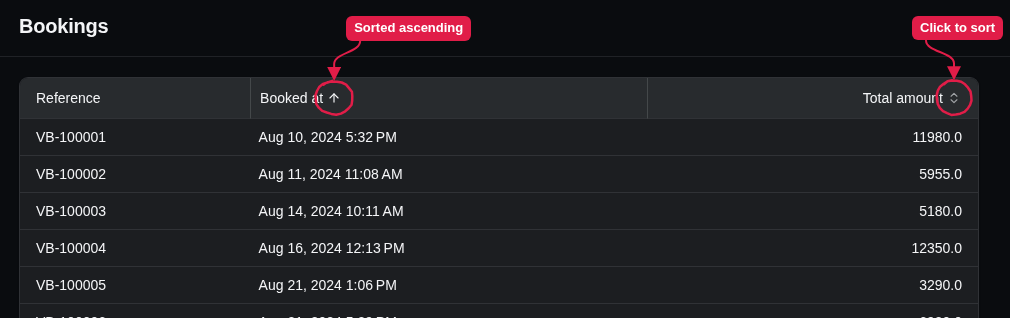 Bookings
Sorted ascending
Click to sort
Reference Booked at Total amount
VB-100001 Aug 10, 2024 5:32 PM 11980.0
VB-100002 Aug 11, 2024 11:08 AM 5955.0
VB-100003 Aug 14, 2024 10:11 AM 5180.0
VB-100004 Aug 16, 2024 12:13 PM 12350.0
VB-100005 Aug 21, 2024 1:06 PM 3290.0